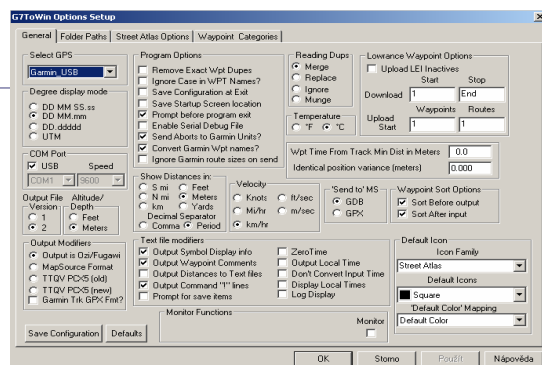 G7ToWin Options Setup
General
Folder Paths
Street Atlas Options
Waypoint Categories
Select GPS
Garmin_USB
Degree display mode
DD MM SS.ss
DD MM.mm
DD.ddddd
UTM
COM Port
USB Speed
COM1 9600
Output File Version
1
2
Altitude/ Depth
Feet
Meters
Output Modifiers
Output is Ozi/Fugawi
MapSource Format
TTQV PCX5 (old)
TTQV PCX5 (new)
Garmin Trk GPX Fmt?
Save Configuration
Defaults
Program Options
Remove Exact Wpt Dupes
Ignore Case in WPT Names?
Save Configuration at Exit
Save Startup Screen location
Prompt before program exit
Enable Serial Debug File
Send Aborts to Garmin Units?
Convert Garmin Wpt names?
Ignore Garmin route sizes on send
Show Distances in:
S mi Feet
N mi Meters
km Yards
Decimal Separator
Comma Period
Velocity
Knots ft/sec
Mi/hr m/sec
km/hr
Text file modifiers
Output Symbol Display info
Output Waypoint Comments
Output Distances to Text files
Output Command "!" lines
Prompt for save items
ZeroTime
Output Local Time
Don't Convert Input Time
Display Local Times
Log Display
Monitor Functions
Monitor
Reading Dups
Merge
Replace
Ignore
Munge
Temperature
°F °C
Lowrance Waypoint Options
Upload LEI Inactives
Start Stop
Download 1 End
Waypoints Routes
Upload Start 1 1
Wpt Time From Track Min Dist in Meters 0.0
Identical position variance (meters) 0.000
'Send to' MS
GDB
GPX
Waypoint Sort Options
Sort Before output
Sort After input
Default Icon
Icon Family
Street Atlas
Default Icons
Square
'Default Color' Mapping
Default Color
OK
Storno
Použít
Nápověda